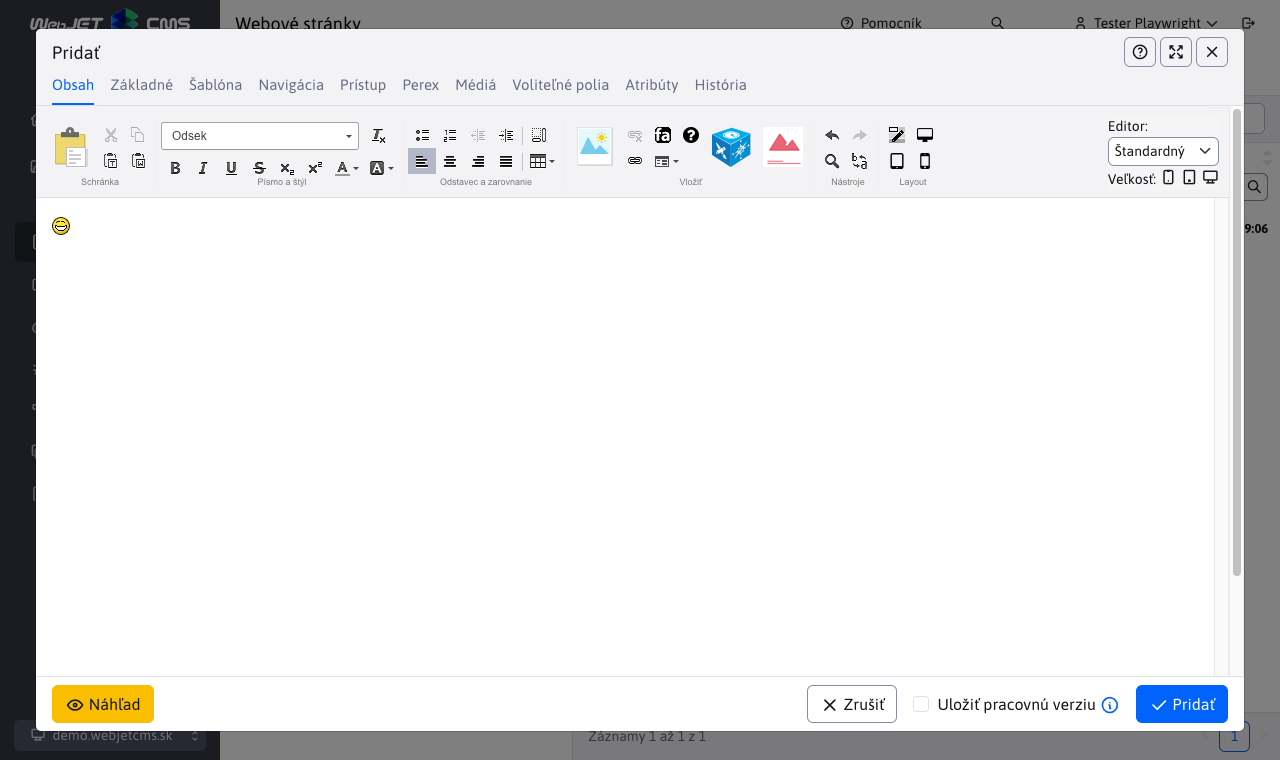 WebJET CMS
Webové stránky
Pomocník
Tester Playwright
Pridať
Obsah Základné Šablóna Navigácia Prístup Perex Médiá Voliteľné polia Atribúty História
Odsek
Schránka
Písmo a štýl
Odstavec a zarovnanie
Vložiť
Nástroje
Layout
Editor:
Štandardný
Veľkosť:
9:06
Náhľad
Zrušiť
Uložiť pracovnú verziu
Pridať
demo.webjetcms.sk
Záznamy 1 až 1 z 1
1